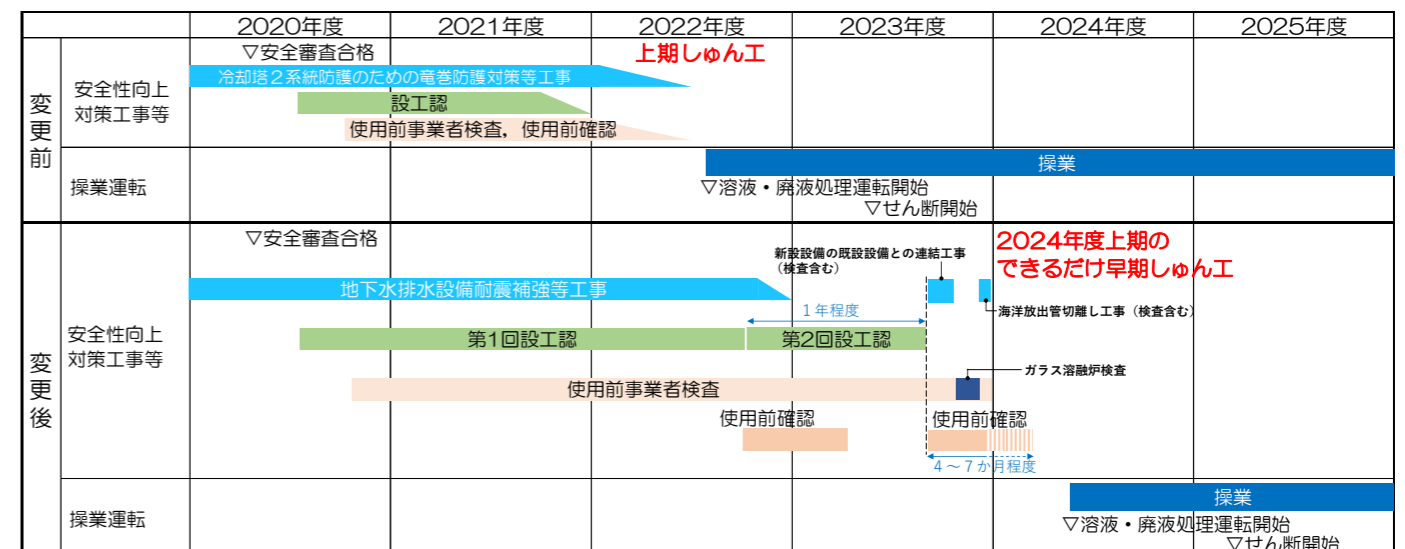 2020年度 2021年度 2022年度 2023年度 2024年度 2025年度
変更前
安全性向上
対策工事等
▽安全審査合格
上期しゅん工
冷却塔2系統防護のための竜巻防護対策等工事
設工認
使用前事業者検査，使用前確認
操業運転
操業
▽溶液・廃液処理運転開始
▽せん断開始
変更後
安全性向上
対策工事等
▽安全審査合格
2024年度上期の
できるだけ早期しゅん工
新設設備の既設設備との連結工事
（検査含む）
地下水排水設備耐震補強等工事
海洋放出管切離し工事（検査含む）
1年程度
第1回設工認
第2回設工認
ガラス溶融炉検査
使用前事業者検査
使用前確認
使用前確認
4～7か月程度
操業運転
操業
▽溶液・廃液処理運転開始
▽せん断開始